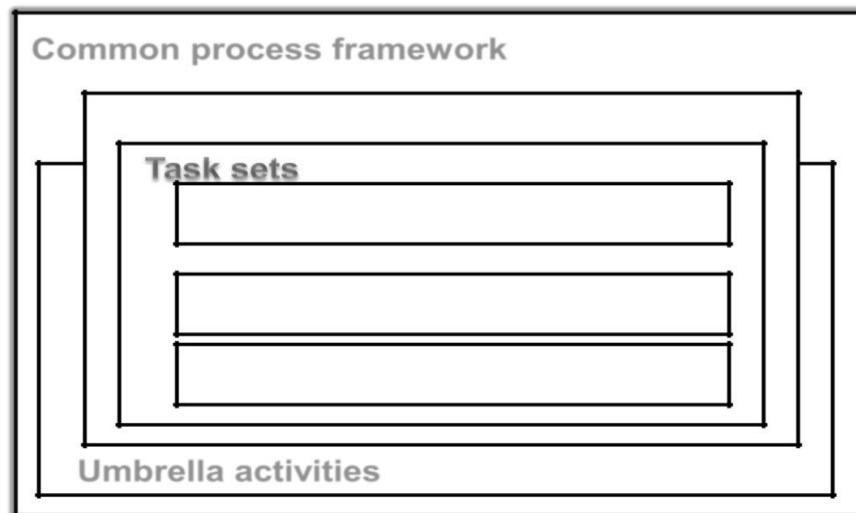 Common process framework
Task sets
Umbrella activities